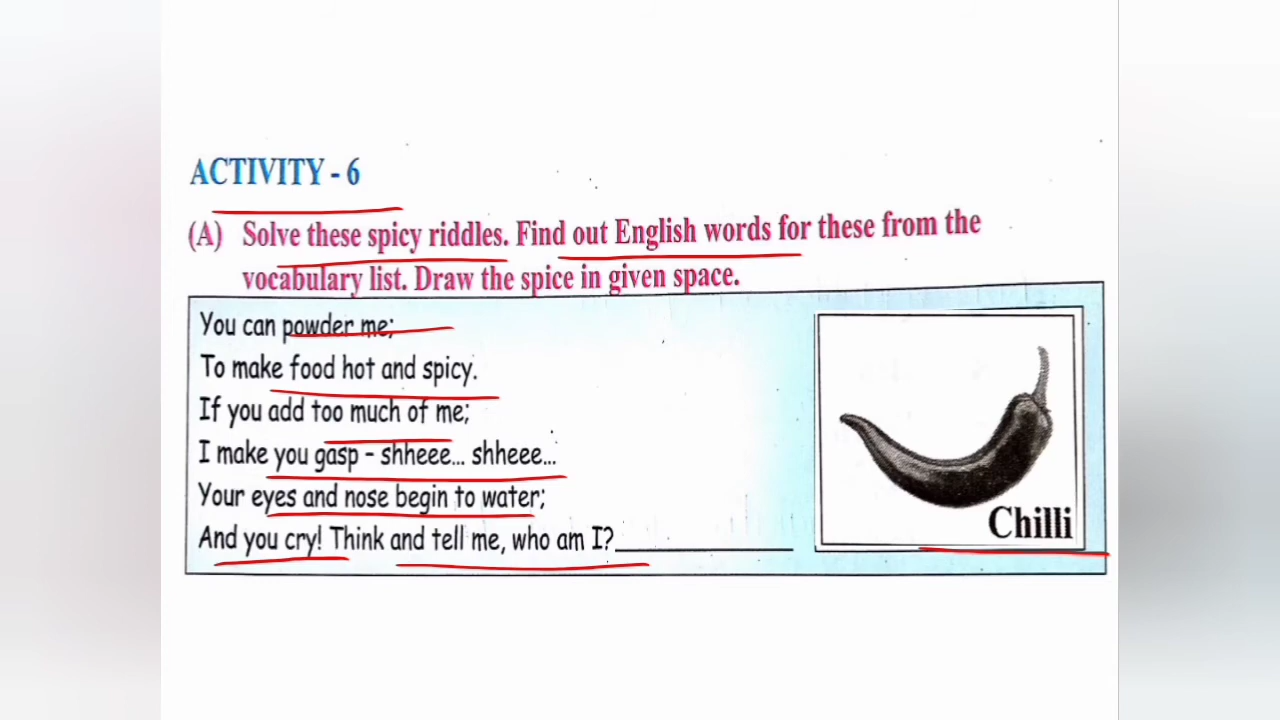 ACTIVITY - 6
(A) Solve these spicy riddles. Find out English words for these from the
vocabulary list. Draw the spice in given space.
You can powder me;
To make food hot and spicy.
If you add too much of me;
I make you gasp - shheee... shheee...
Your eyes and nose begin to water;
And you cry! Think and tell me, who am I?___________
Chilli